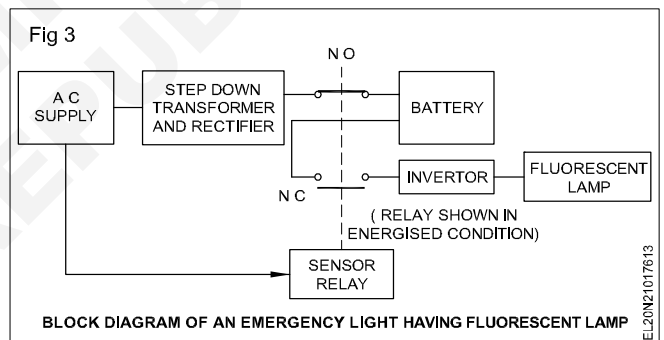 Fig 3
N O
A C
SUPPLY
STEP DOWN
TRANSFORMER
AND RECTIFIER
BATTERY
N C
INVERTOR
FLUORESCENT
LAMP
( RELAY SHOWN IN
ENERGISED CONDITION)
SENSOR
RELAY
BLOCK DIAGRAM OF AN EMERGENCY LIGHT HAVING FLUORESCENT LAMP
EL20N21017613
REPUB